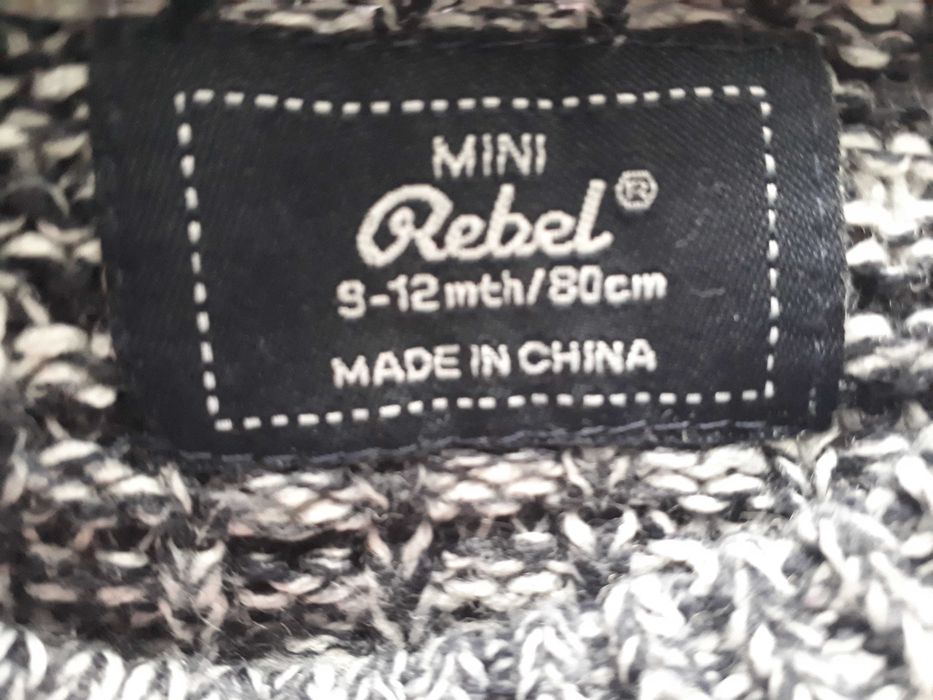 MINI
Rebel®
9-12mth/80cm
MADE IN CHINA